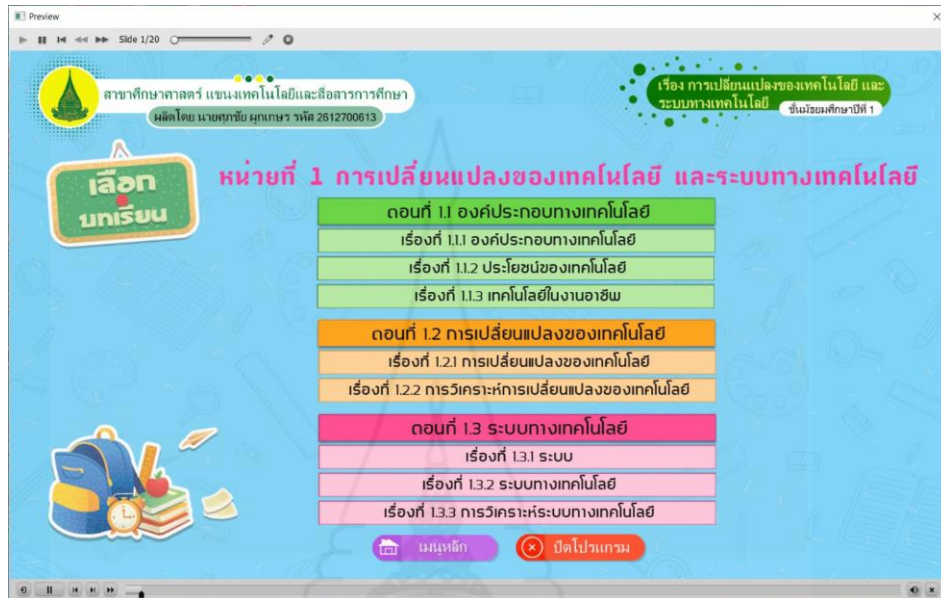 Preview
Slide 1/20
สาขาศึกษาศาสตร์ แขนงเทคโนโลยีและสื่อสารการศึกษา
ผลิตโดย นายศุภชัย ผุกเกษร รหัส 2612700613
เรื่อง การเปลี่ยนแปลงของเทคโนโลยี และ
ระบบทางเทคโนโลยี ชั้นมัธยมศึกษาปีที่ 1
เลือก
บทเรียน
หน่วยที่ 1 การเปลี่ยนแปลงของเทคโนโลยี และระบบทางเทคโนโลยี
ตอนที่ 1.1 องค์ประกอบทางเทคโนโลยี
เรื่องที่ 1.1.1 องค์ประกอบทางเทคโนโลยี
เรื่องที่ 1.1.2 ประโยชน์ของเทคโนโลยี
เรื่องที่ 1.1.3 เทคโนโลยีในงานอาชีพ
ตอนที่ 1.2 การเปลี่ยนแปลงของเทคโนโลยี
เรื่องที่ 1.2.1 การเปลี่ยนแปลงของเทคโนโลยี
เรื่องที่ 1.2.2 การวิเคราะห์การเปลี่ยนแปลงของเทคโนโลยี
ตอนที่ 1.3 ระบบทางเทคโนโลยี
เรื่องที่ 1.3.1 ระบบ
เรื่องที่ 1.3.2 ระบบทางเทคโนโลยี
เรื่องที่ 1.3.3 การวิเคราะห์ระบบทางเทคโนโลยี
เมนูหลัก
ปิดโปรแกรม